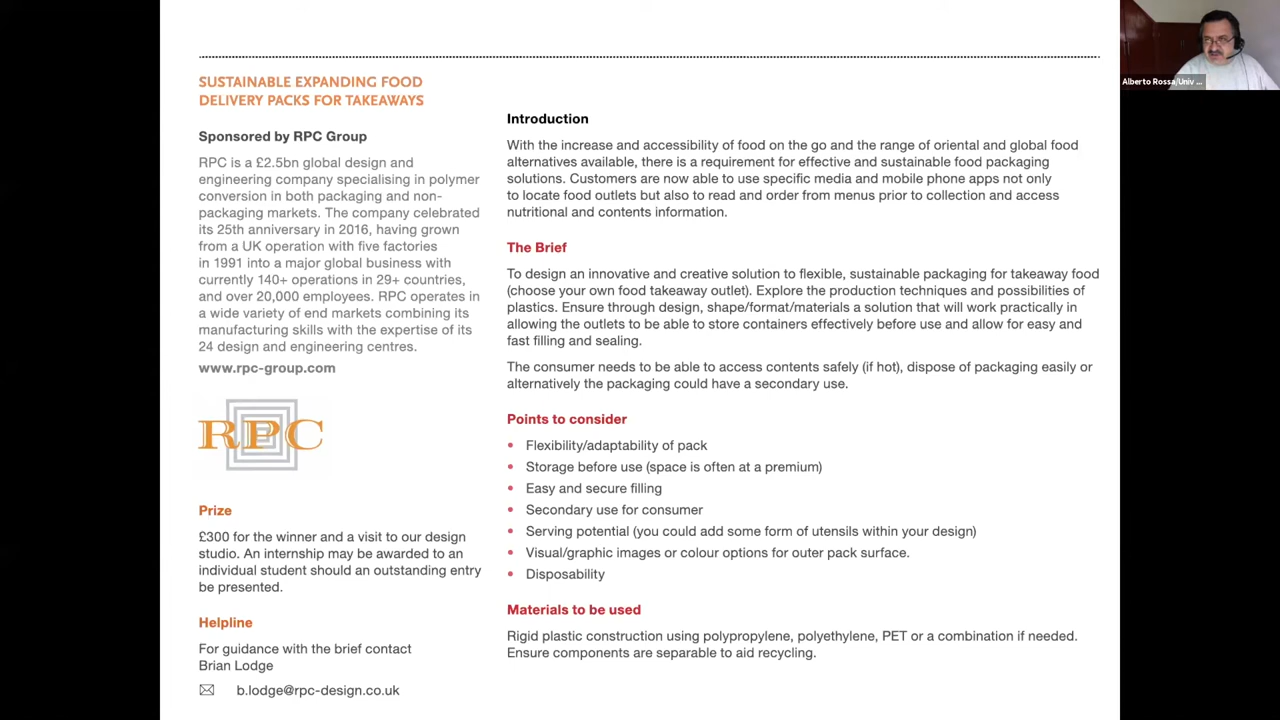 SUSTAINABLE EXPANDING FOOD
DELIVERY PACKS FOR TAKEAWAYS
Sponsored by RPC Group
RPC is a £2.5bn global design and
engineering company specialising in polymer
conversion in both packaging and non-
packaging markets. The company celebrated
its 25th anniversary in 2016, having grown
from a UK operation with five factories
in 1991 into a major global business with
currently 140+ operations in 29+ countries,
and over 20,000 employees. RPC operates in
a wide variety of end markets combining its
manufacturing skills with the expertise of its
24 design and engineering centres.
www.rpc-group.com
RPC
Prize
£300 for the winner and a visit to our design
studio. An internship may be awarded to an
individual student should an outstanding entry
be presented.
Helpline
For guidance with the brief contact
Brian Lodge
b.lodge@rpc-design.co.uk
Introduction
With the increase and accessibility of food on the go and the range of oriental and global food
alternatives available, there is a requirement for effective and sustainable food packaging
solutions. Customers are now able to use specific media and mobile phone apps not only
to locate food outlets but also to read and order from menus prior to collection and access
nutritional and contents information.
The Brief
To design an innovative and creative solution to flexible, sustainable packaging for takeaway food
(choose your own food takeaway outlet). Explore the production techniques and possibilities of
plastics. Ensure through design, shape/format/materials a solution that will work practically in
allowing the outlets to be able to store containers effectively before use and allow for easy and
fast filling and sealing.
The consumer needs to be able to access contents safely (if hot), dispose of packaging easily or
alternatively the packaging could have a secondary use.
Points to consider
• Flexibility/adaptability of pack
• Storage before use (space is often at a premium)
• Easy and secure filling
• Secondary use for consumer
• Serving potential (you could add some form of utensils within your design)
• Visual/graphic images or colour options for outer pack surface.
• Disposability
Materials to be used
Rigid plastic construction using polypropylene, polyethylene, PET or a combination if needed.
Ensure components are separable to aid recycling.
Alberto Rossa/Univ ...